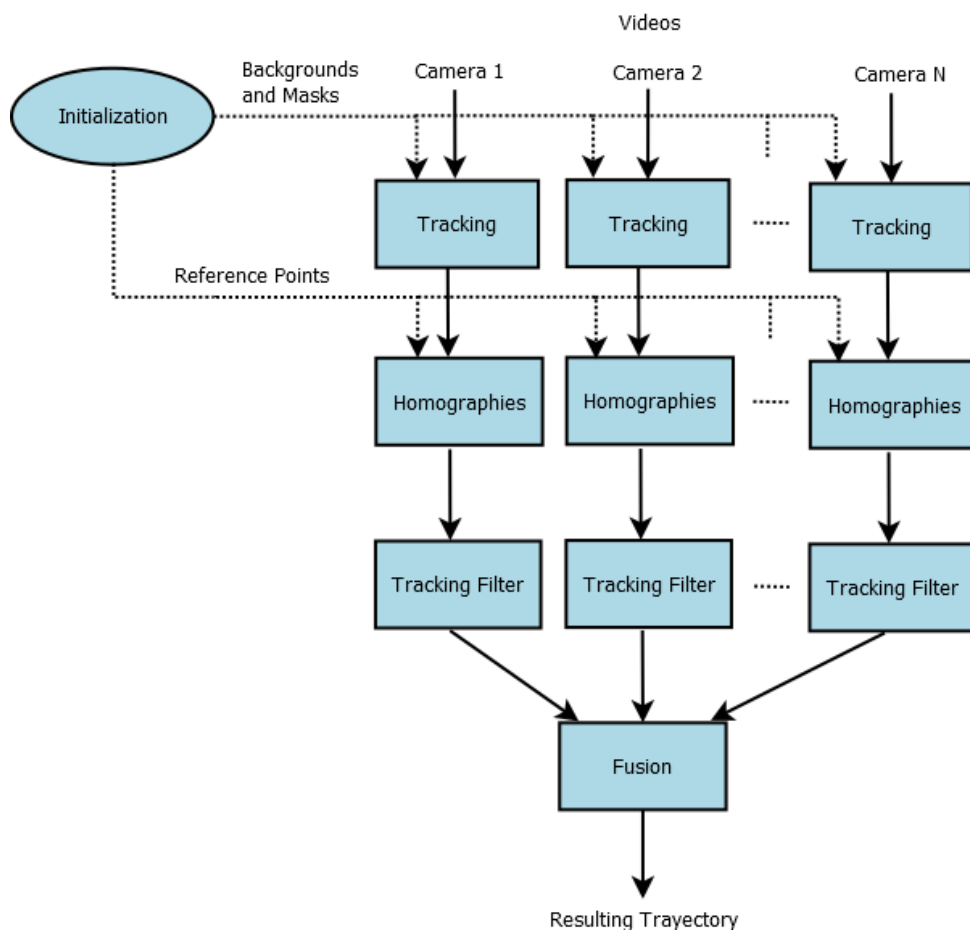 Videos
Backgrounds
and Masks
Camera 1
Camera 2
Camera N
Initialization
Tracking
Tracking
Tracking
Reference Points
Homographies
Homographies
Homographies
Tracking Filter
Tracking Filter
Tracking Filter
Fusion
Resulting Trayectory